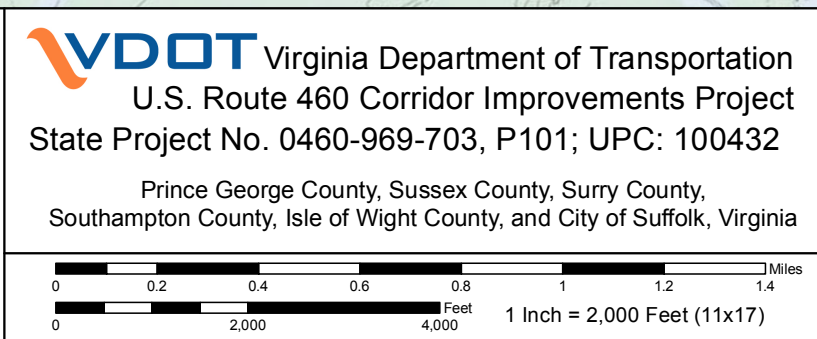 VDOT Virginia Department of Transportation
U.S. Route 460 Corridor Improvements Project
State Project No. 0460-969-703, P101; UPC: 100432
Prince George County, Sussex County, Surry County,
Southampton County, Isle of Wight County, and City of Suffolk, Virginia
Miles
0 0.2 0.4 0.6 0.8 1 1.2 1.4
Feet
0 2,000 4,000
1 Inch = 2,000 Feet (11x17)